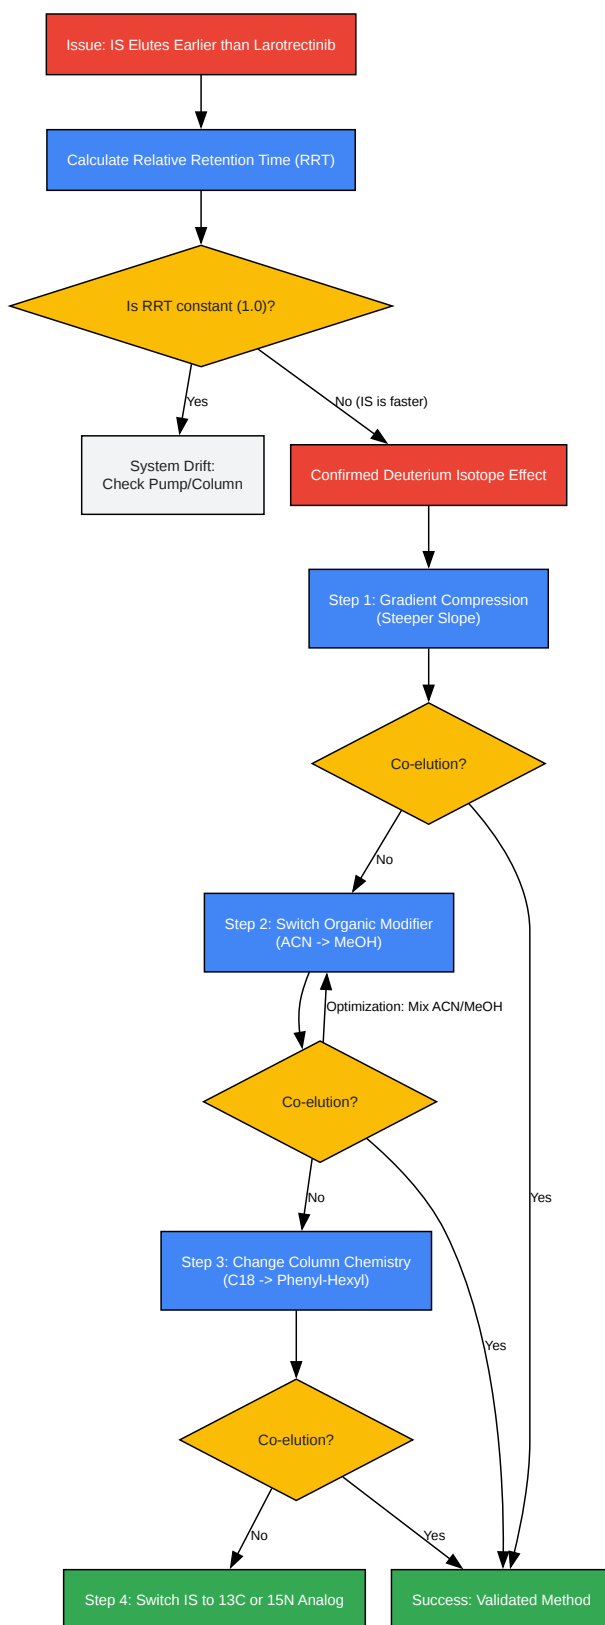 Issue: IS Elutes Earlier than Larotrectinib
Calculate Relative Retention Time (RRT)
Is RRT constant (1.0)?
Yes
No (IS is faster)
System Drift:
Check Pump/Column
Confirmed Deuterium Isotope Effect
Step 1: Gradient Compression
(Steeper Slope)
Co-elution?
No
Step 2: Switch Organic Modifier
(ACN -> MeOH)
Optimization: Mix ACN/MeOH
Co-elution?
No
Yes
Step 3: Change Column Chemistry
(C18 -> Phenyl-Hexyl)
Yes
Co-elution?
No
Yes
Step 4: Switch IS to 13C or 15N Analog
Success: Validated Method